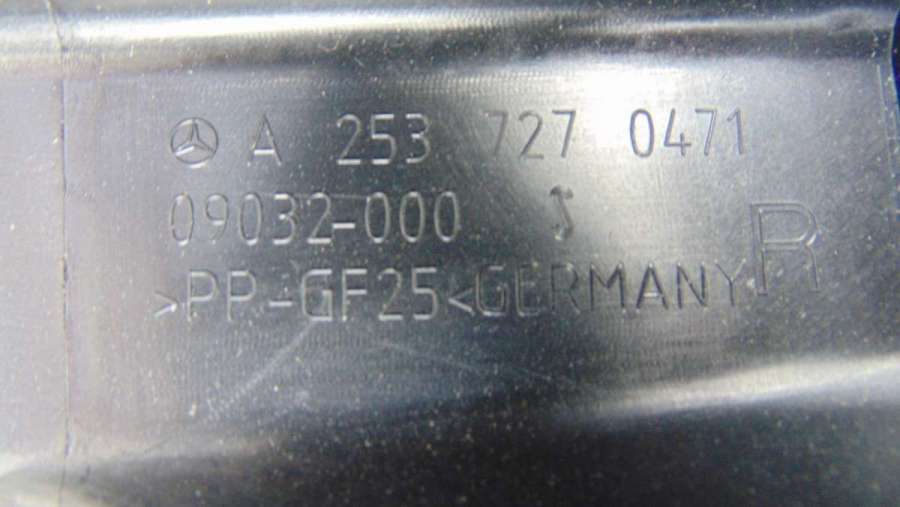 A 253 727 0471
09032-000
>PP-GF25<GERMANY
R